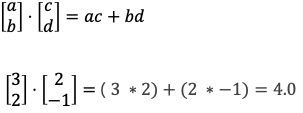 [a b] · [c d] = ac + bd
[3 2] · [2 −1] = ( 3 * 2) + (2 * −1) = 4.0